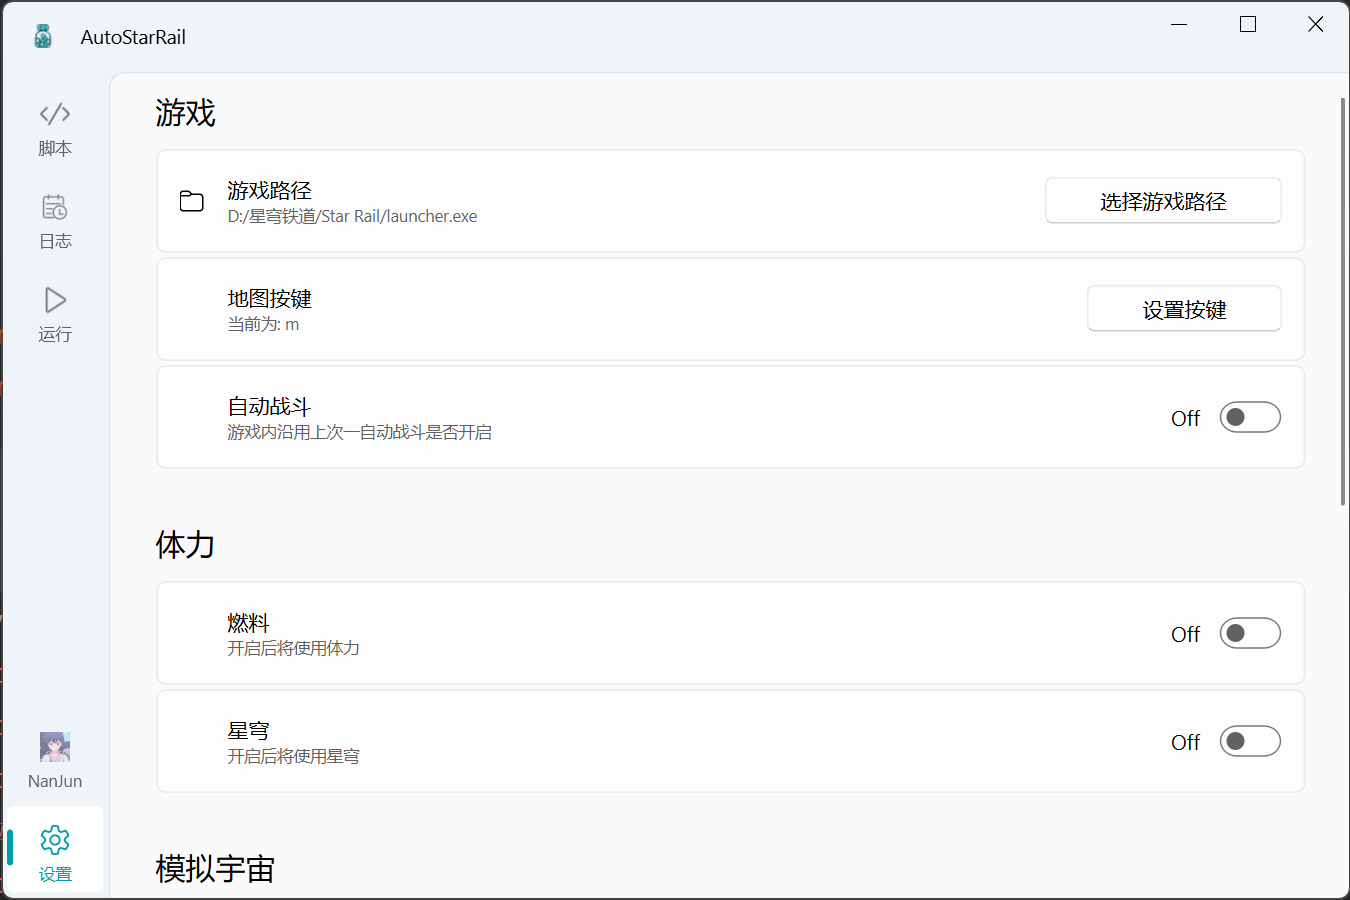 AutoStarRail
脚本
日志
运行
NanJun
设置
游戏
游戏路径
D:/星穹铁道/Star Rail/launcher.exe
选择游戏路径
地图按键
当前为: m
设置按键
自动战斗
游戏内沿用上次一自动战斗是否开启
Off
体力
燃料
开启后将使用体力
Off
星穹
开启后将使用星穹
Off
模拟宇宙